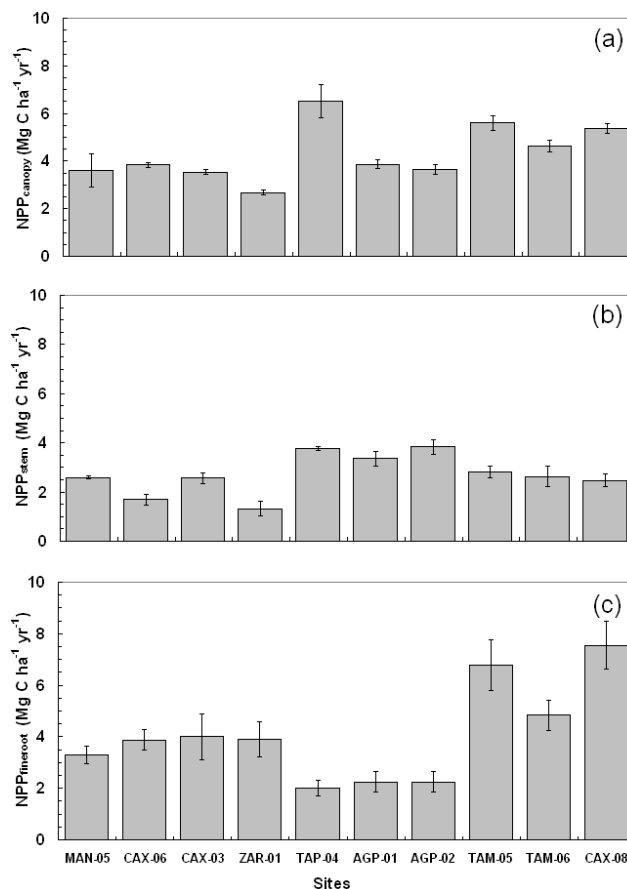 (a)
NPPcanopy (Mg C ha-1 yr-1)
10
8
6
4
2
0
(b)
NPPstem (Mg C ha-1 yr-1)
10
8
6
4
2
0
(c)
NPPfineroot (Mg C ha-1 yr-1)
10
8
6
4
2
0
MAN-05 CAX-06 CAX-03 ZAR-01 TAP-04 AGP-01 AGP-02 TAM-05 TAM-06 CAX-08
Sites